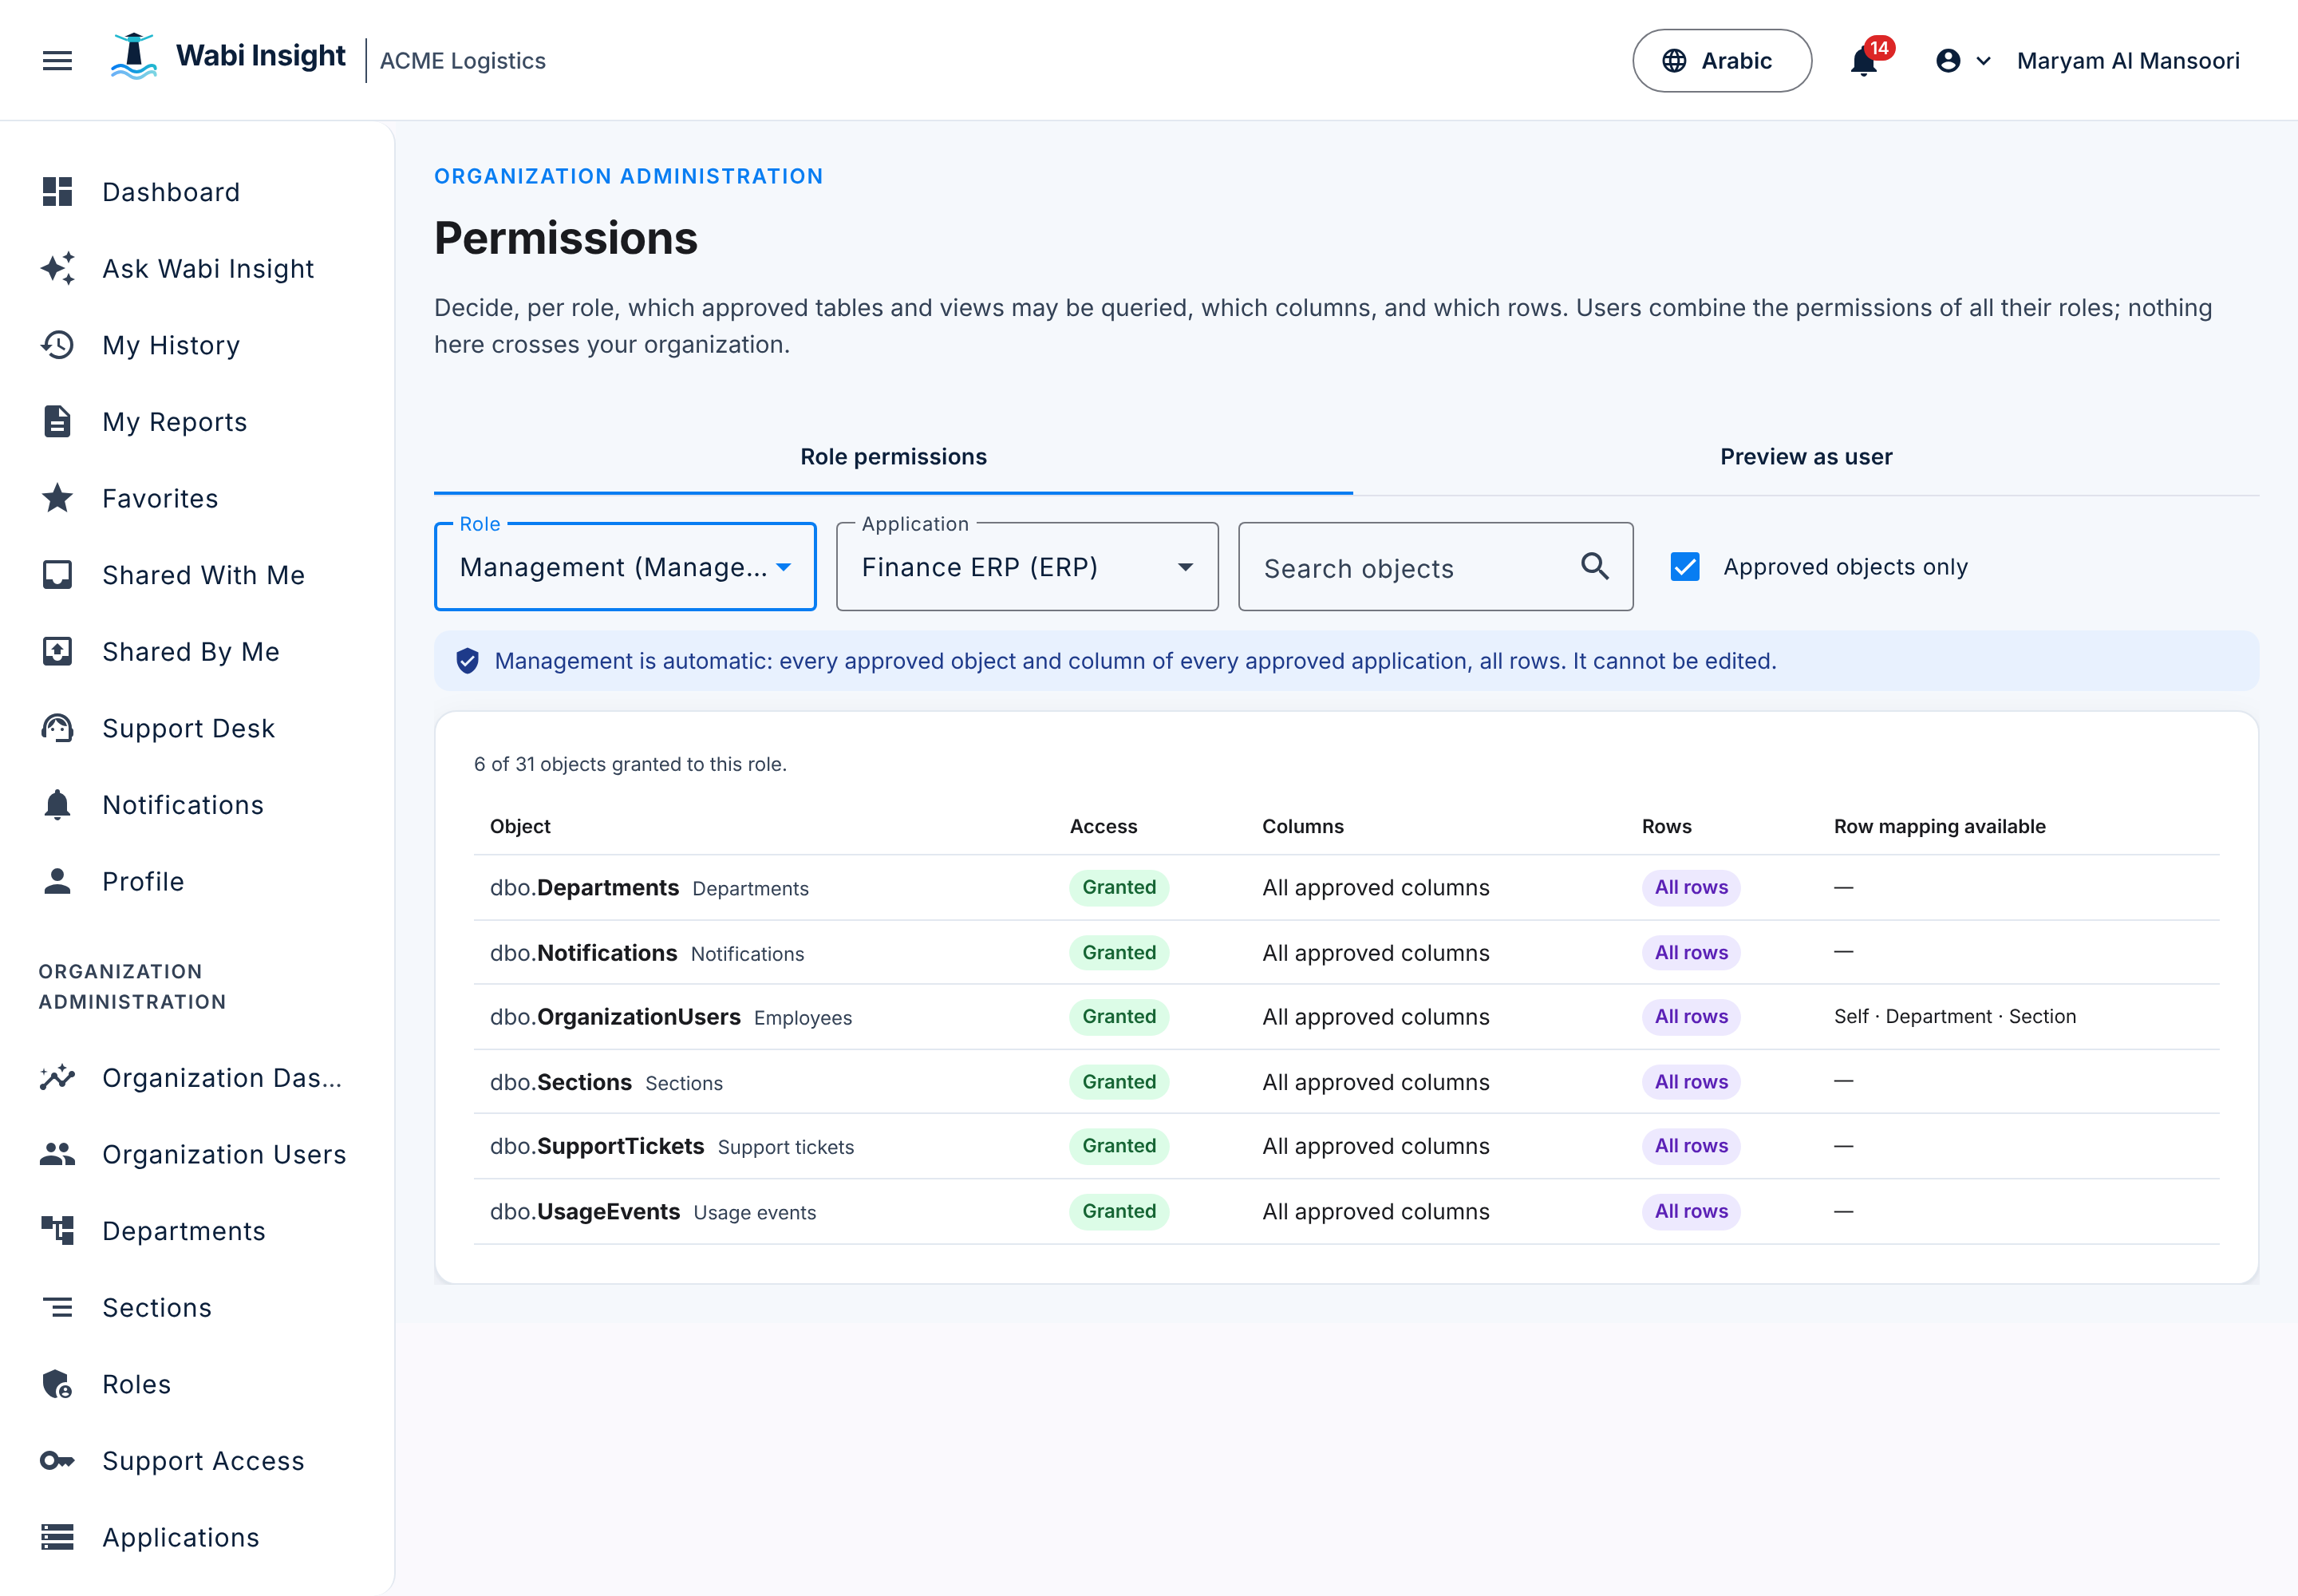 Wabi Insight
ACME Logistics
Arabic
14
Maryam Al Mansoori
Dashboard
Ask Wabi Insight
My History
My Reports
Favorites
Shared With Me
Shared By Me
Support Desk
Notifications
Profile
ORGANIZATION
ADMINISTRATION
Organization Das...
Organization Users
Departments
Sections
Roles
Support Access
Applications
ORGANIZATION ADMINISTRATION
Permissions
Decide, per role, which approved tables and views may be queried, which columns, and which rows. Users combine the permissions of all their roles; nothing
here crosses your organization.
Role permissions
Preview as user
Role
Management (Manage...
Application
Finance ERP (ERP)
Search objects
Approved objects only
Management is automatic: every approved object and column of every approved application, all rows. It cannot be edited.
6 of 31 objects granted to this role.
Object Access Columns Rows Row mapping available
dbo.Departments Departments Granted All approved columns All rows —
dbo.Notifications Notifications Granted All approved columns All rows —
dbo.OrganizationUsers Employees Granted All approved columns All rows Self · Department · Section
dbo.Sections Sections Granted All approved columns All rows —
dbo.SupportTickets Support tickets Granted All approved columns All rows —
dbo.UsageEvents Usage events Granted All approved columns All rows —